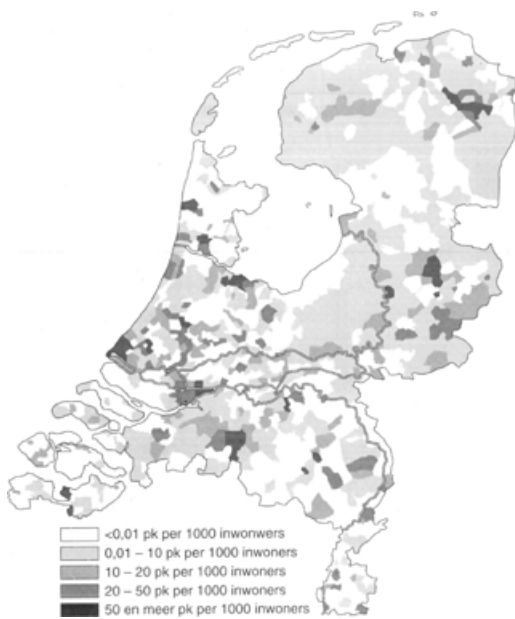 <0,01 pk per 1000 inwonwers
0,01 – 10 pk per 1000 inwoners
10 – 20 pk per 1000 inwoners
20 – 50 pk per 1000 inwoners
50 en meer pk per 1000 inwoners